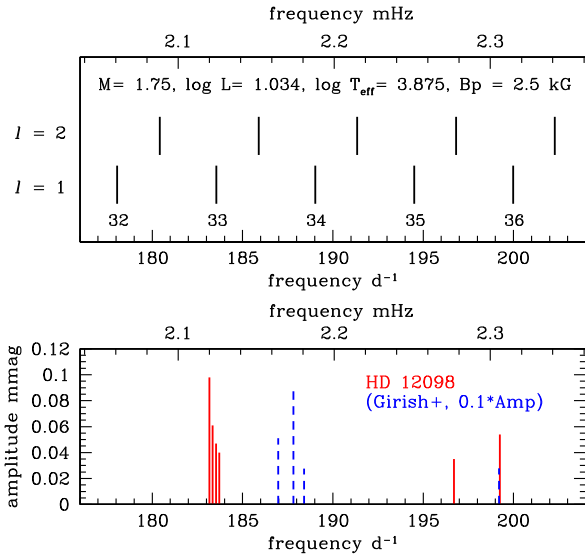 frequency mHz
2.1 2.2 2.3
M= 1.75, log L= 1.034, log Teff= 3.875, Bp = 2.5 kG
l = 2
l = 1
32 33 34 35 36
180 185 190 195 200
frequency d⁻¹
frequency mHz
2.1 2.2 2.3
0.12
0.1
0.08
0.06
0.04
0.02
0
amplitude mmag
HD 12098
(Girish+, 0.1*Amp)
180 185 190 195 200
frequency d⁻¹